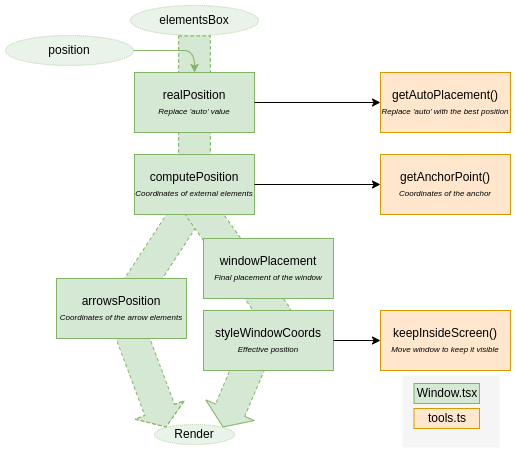 elementsBox
position
realPosition
Replace 'auto' value
getAutoPlacement()
Replace 'auto' with the best position
computePosition
Coordinates of external elements
getAnchorPoint()
Coordinates of the anchor
windowPlacement
Final placement of the window
arrowsPosition
Coordinates of the arrow elements
styleWindowCoords
Effective position
keepInsideScreen()
Move window to keep it visible
Window.tsx
tools.ts
Render